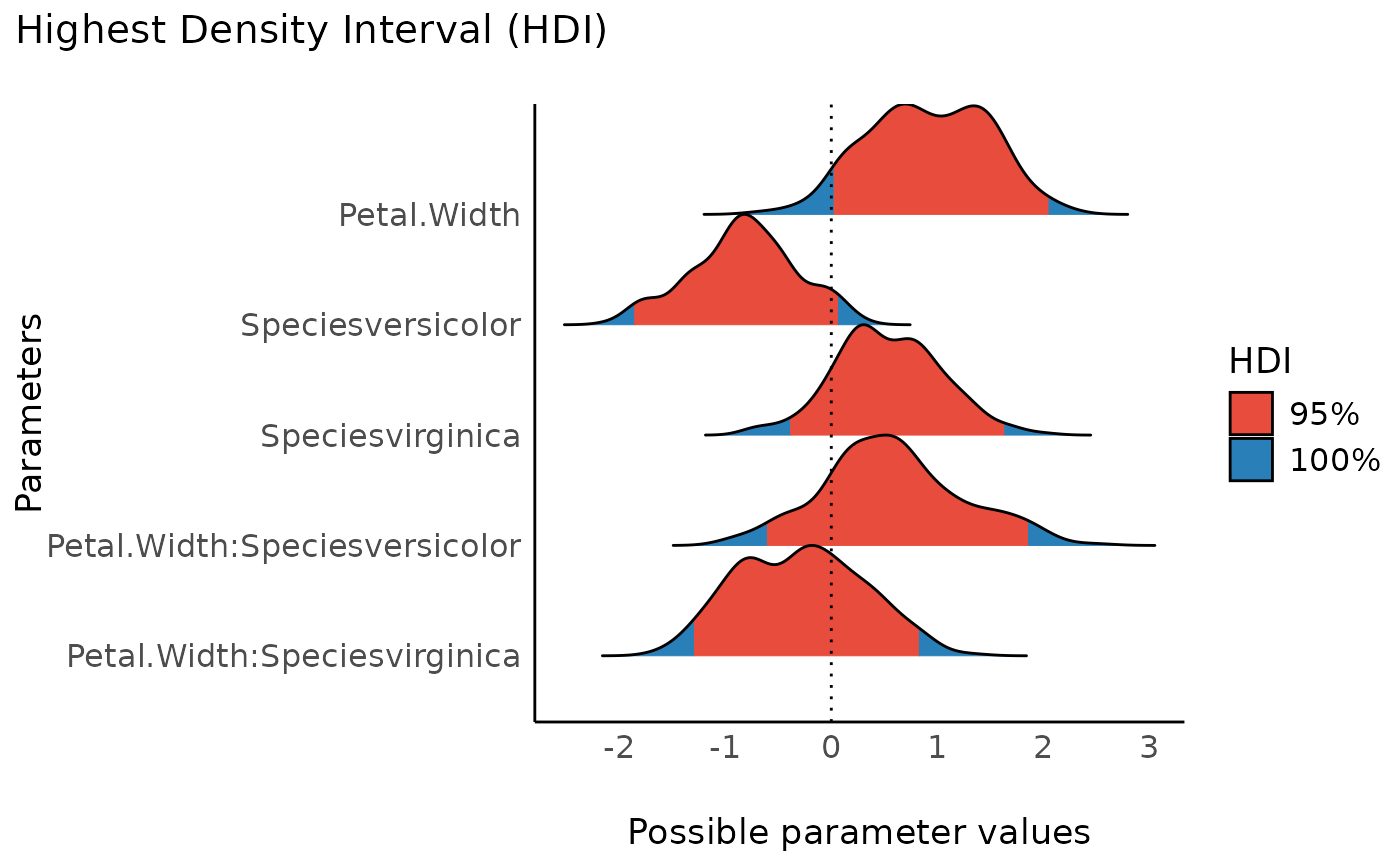 Highest Density Interval (HDI)
Parameters
Petal.Width
Speciesversicolor
Speciesvirginica
Petal.Width:Speciesversicolor
Petal.Width:Speciesvirginica
-2 -1 0 1 2 3
Possible parameter values
HDI
95%
100%